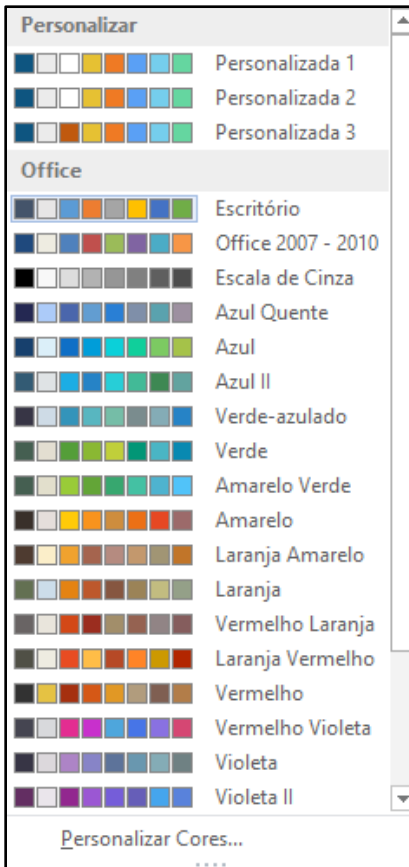 Personalizar
Personalizada 1
Personalizada 2
Personalizada 3
Office
Escritório
Office 2007 - 2010
Escala de Cinza
Azul Quente
Azul
Azul II
Verde-azulado
Verde
Amarelo Verde
Amarelo
Laranja Amarelo
Laranja
Vermelho Laranja
Laranja Vermelho
Vermelho
Vermelho Violeta
Violeta
Violeta II
Personalizar Cores...